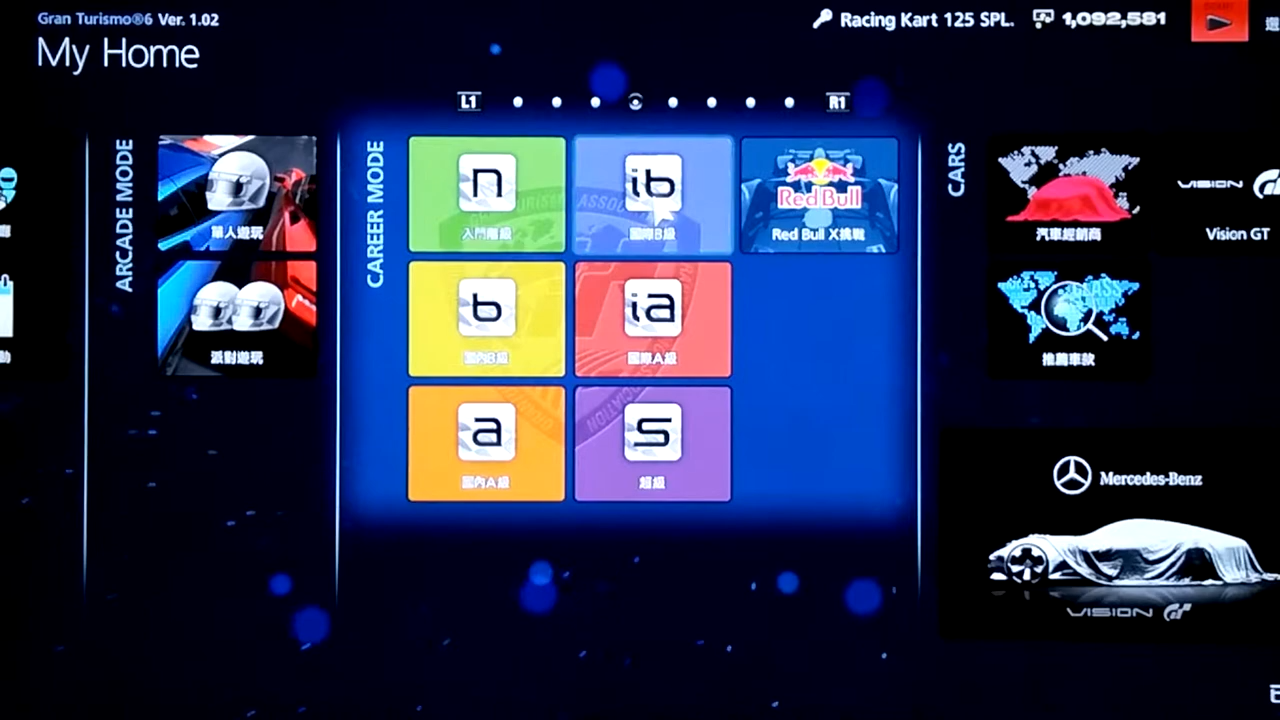 Gran Turismo®6 Ver. 1.02
My Home
Racing Kart 125 SPL.
1,092,581
L1
R1
ARCADE MODE
單人遊玩
派對遊玩
CAREER MODE
n
入門階級
ib
國際B級
Red Bull
Red Bull X挑戰
b
國內B級
ia
國際A級
a
國內A級
S
超級
CARS
汽車經銷商
VISION GT
Vision GT
推薦車款
Mercedes-Benz
VISION GT